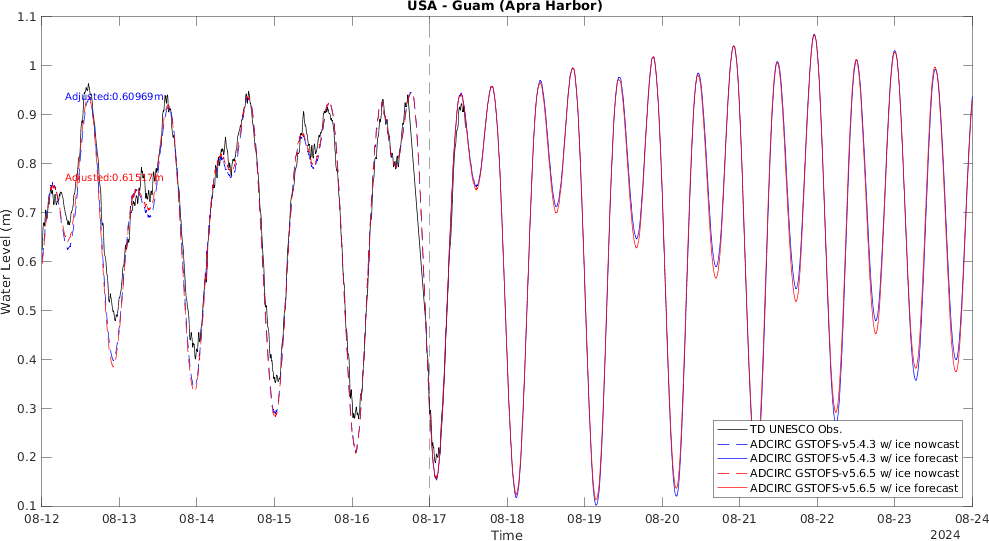 USA - Guam (Apra Harbor)
1.1
1
0.9
0.8
0.7
0.6
0.5
0.4
0.3
0.2
0.1
Water Level (m)
Adjusted:0.60969m
TD UNESCO Obs.
ADCIRC GSTOFS-v5.4.3 w/ ice nowcast
ADCIRC GSTOFS-v5.4.3 w/ ice forecast
ADCIRC GSTOFS-v5.6.5 w/ ice nowcast
ADCIRC GSTOFS-v5.6.5 w/ ice forecast
08-12 08-13 08-14 08-15 08-16 08-17 08-18 08-19 08-20 08-21 08-22 08-23 08-24
Time
2024